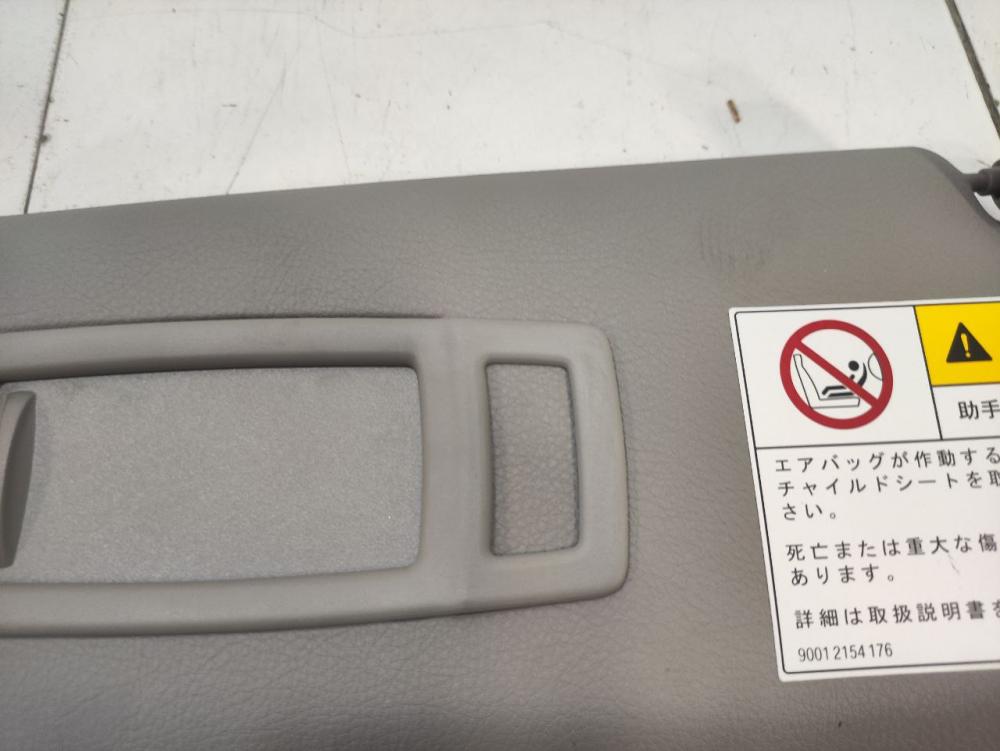 助手
エアバッグが作動する
チャイルドシートを取
さい。
死亡または重大な傷
あります。
詳細は取扱説明書を
9001 2154 176